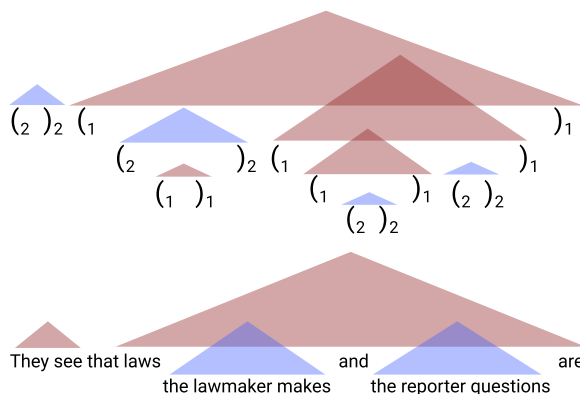 (2 )2 (1 )1
(2 )2 (1 )1
(1 )1 (1 )1 (2 )2
(2 )2
They see that laws and are
the lawmaker makes the reporter questions